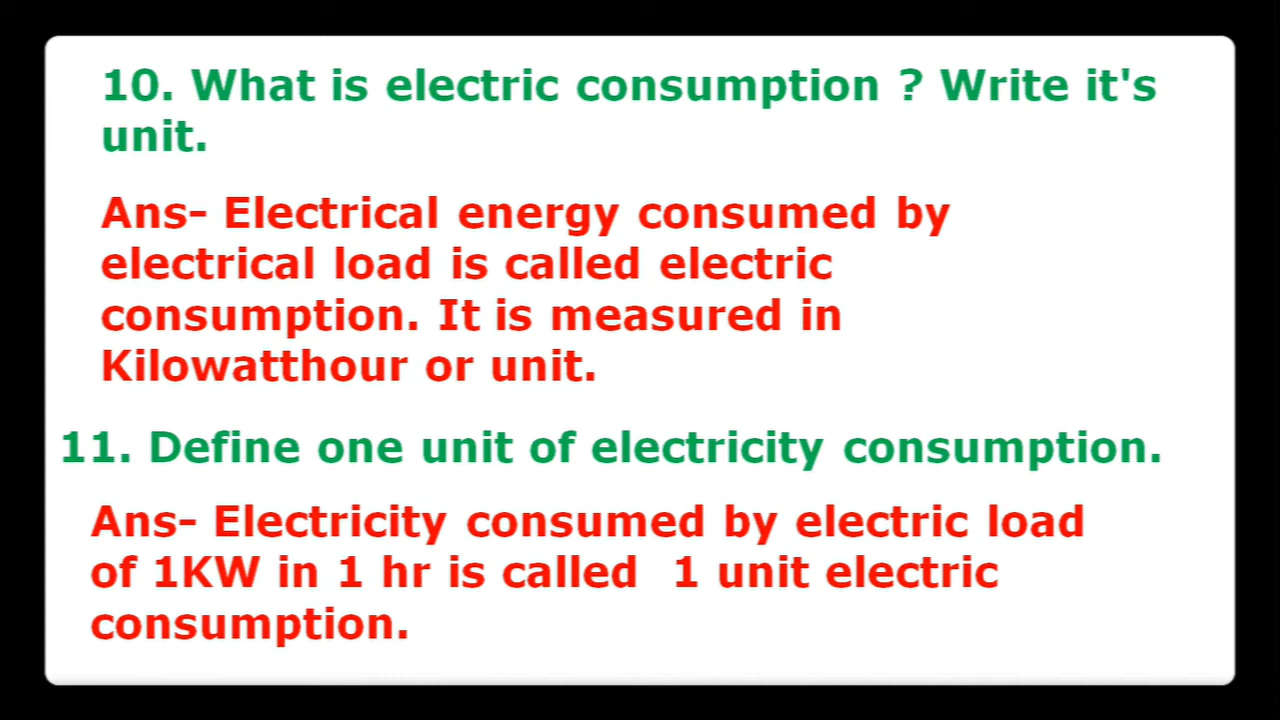 10. What is electric consumption ? Write it's
unit.
Ans- Electrical energy consumed by
electrical load is called electric
consumption. It is measured in
Kilowatthour or unit.
11. Define one unit of electricity consumption.
Ans- Electricity consumed by electric load
of 1KW in 1 hr is called  1 unit electric
consumption.